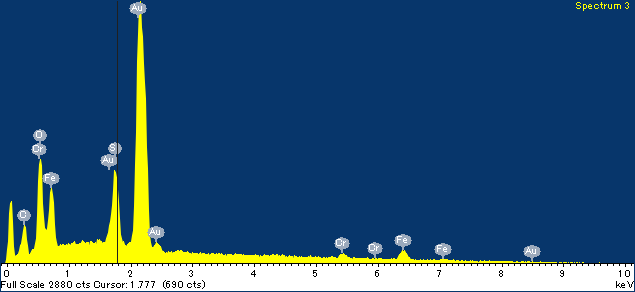 Spectrum 3
Au
O
Cr
Si
Au
Fe
C
Au
Cr
Cr
Fe
Fe
Au
0 1 2 3 4 5 6 7 8 9 10
Full Scale 2880 cts Cursor: 1.777 (690 cts) keV